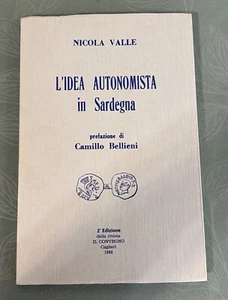 NICOLA VALLE
L'IDEA AUTONOMISTA
in Sardegna
prefazione di
Camillo Bellieni
2ª Edizione
della rivista
IL CONVEGNO
Cagliari